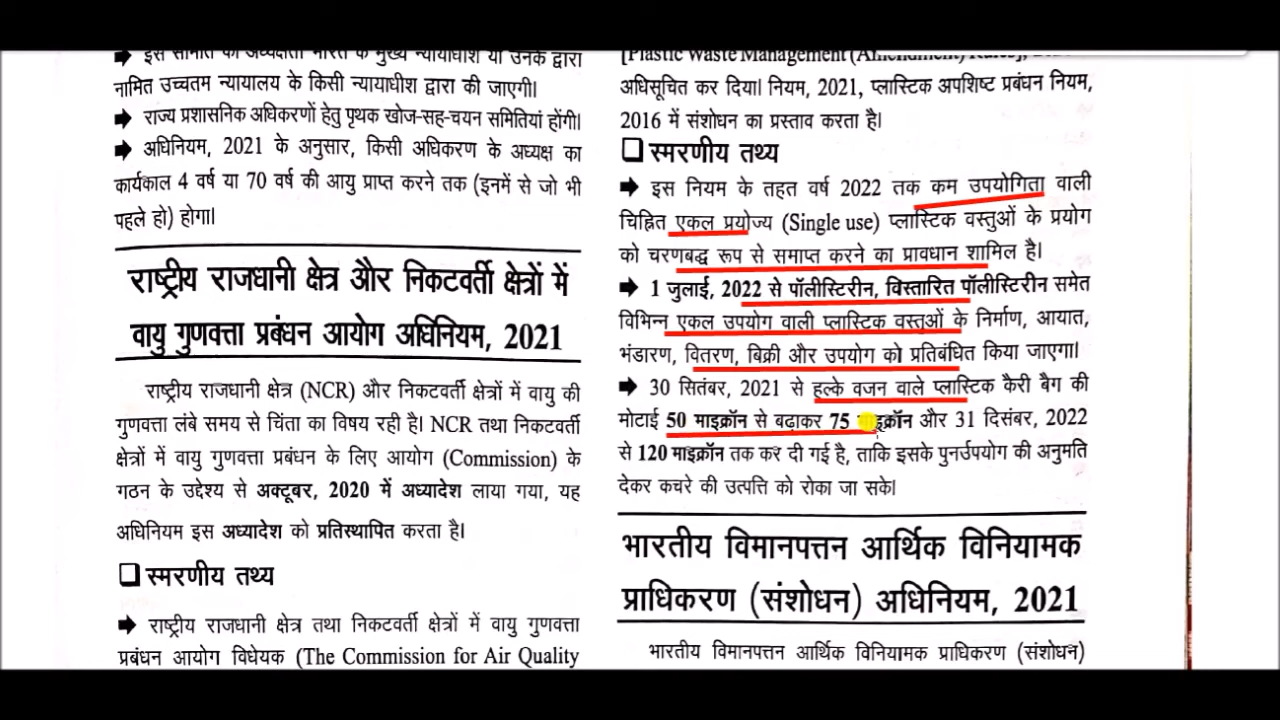 इस समिति की अध्यक्षता भारत के मुख्य न्यायाधीश या उनके द्वारा
नामित उच्चतम न्यायालय के किसी न्यायाधीश द्वारा की जाएगी।
राज्य प्रशासनिक अधिकरणों हेतु पृथक खोज-सह-चयन समितियां होंगी।
अधिनियम, 2021 के अनुसार, किसी अधिकरण के अध्यक्ष का
कार्यकाल 4 वर्ष या 70 वर्ष की आयु प्राप्त करने तक (इनमें से जो भी
पहले हो) होगा।
राष्ट्रीय राजधानी क्षेत्र और निकटवर्ती क्षेत्रों में
वायु गुणवत्ता प्रबंधन आयोग अधिनियम, 2021
राष्ट्रीय राजधानी क्षेत्र (NCR) और निकटवर्ती क्षेत्रों में वायु की
गुणवत्ता लंबे समय से चिंता का विषय रही है। NCR तथा निकटवर्ती
क्षेत्रों में वायु गुणवत्ता प्रबंधन के लिए आयोग (Commission) के
गठन के उद्देश्य से अक्टूबर, 2020 में अध्यादेश लाया गया, यह
अधिनियम इस अध्यादेश को प्रतिस्थापित करता है।
स्मरणीय तथ्य
राष्ट्रीय राजधानी क्षेत्र तथा निकटवर्ती क्षेत्रों में वायु गुणवत्ता
प्रबंधन आयोग विधेयक (The Commission for Air Quality
[Plastic Waste Management (Amendment) Rules],
अधिसूचित कर दिया। नियम, 2021, प्लास्टिक अपशिष्ट प्रबंधन नियम,
2016 में संशोधन का प्रस्ताव करता है।
स्मरणीय तथ्य
इस नियम के तहत वर्ष 2022 तक कम उपयोगिता वाली
चिह्नित एकल प्रयोज्य (Single use) प्लास्टिक वस्तुओं के प्रयोग
को चरणबद्ध रूप से समाप्त करने का प्रावधान शामिल है।
1 जुलाई, 2022 से पॉलीस्टिरीन, विस्तारित पॉलीस्टिरीन समेत
विभिन्न एकल उपयोग वाली प्लास्टिक वस्तुओं के निर्माण, आयात,
भंडारण, वितरण, बिक्री और उपयोग को प्रतिबंधित किया जाएगा।
30 सितंबर, 2021 से हल्के वजन वाले प्लास्टिक कैरी बैग की
मोटाई 50 माइक्रॉन से बढ़ाकर 75 माइक्रॉन और 31 दिसंबर, 2022
से 120 माइक्रॉन तक कर दी गई है, ताकि इसके पुनर्उपयोग की अनुमति
देकर कचरे की उत्पत्ति को रोका जा सके।
भारतीय विमानपत्तन आर्थिक विनियामक
प्राधिकरण (संशोधन) अधिनियम, 2021
भारतीय विमानपत्तन आर्थिक विनियामक प्राधिकरण (संशोधन)